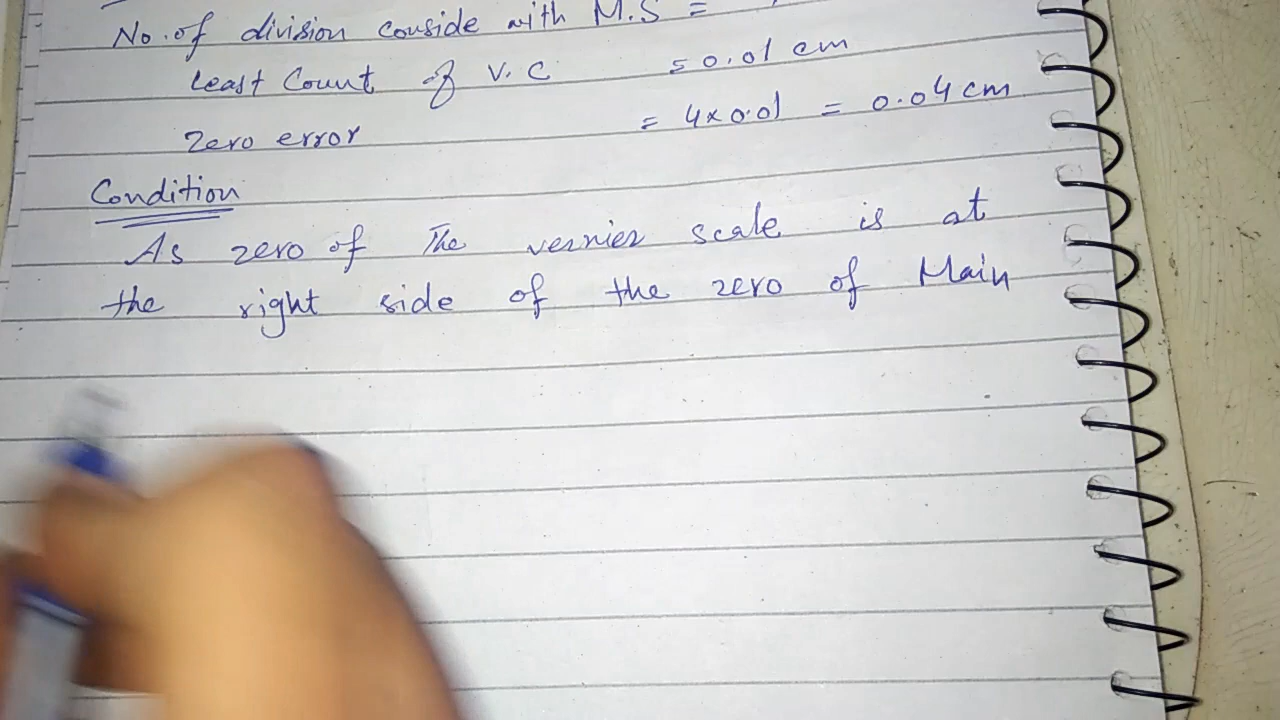 No. of division conside with M.S =
Least Count of V.C = 0.01 cm
Zero error = 4×0.01 = 0.04 cm
Condition
As zero of The vernier scale is at
the right side of the zero of Main